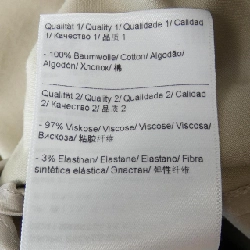 Qualität 1/ Quality 1/ Qualidade 1/ Calidad
1/ Качество 1/ 品质 1
- 100% Baumwolle/ Cotton/ Algodão/
Algodón/ Хлопок/ 棉
Qualität 2/ Quality 2/ Qualidade 2/ Calidad
2/ Качество 2/ 品质 2
- 97% Viskose/ Viscose/ Viscose/ Viscosa/
Вискоза/ 粘胶纤维
- 3% Elasthan/ Elastane/ Elastano/ Fibra
sintética elástica/ Эластан/ 弹性纤维